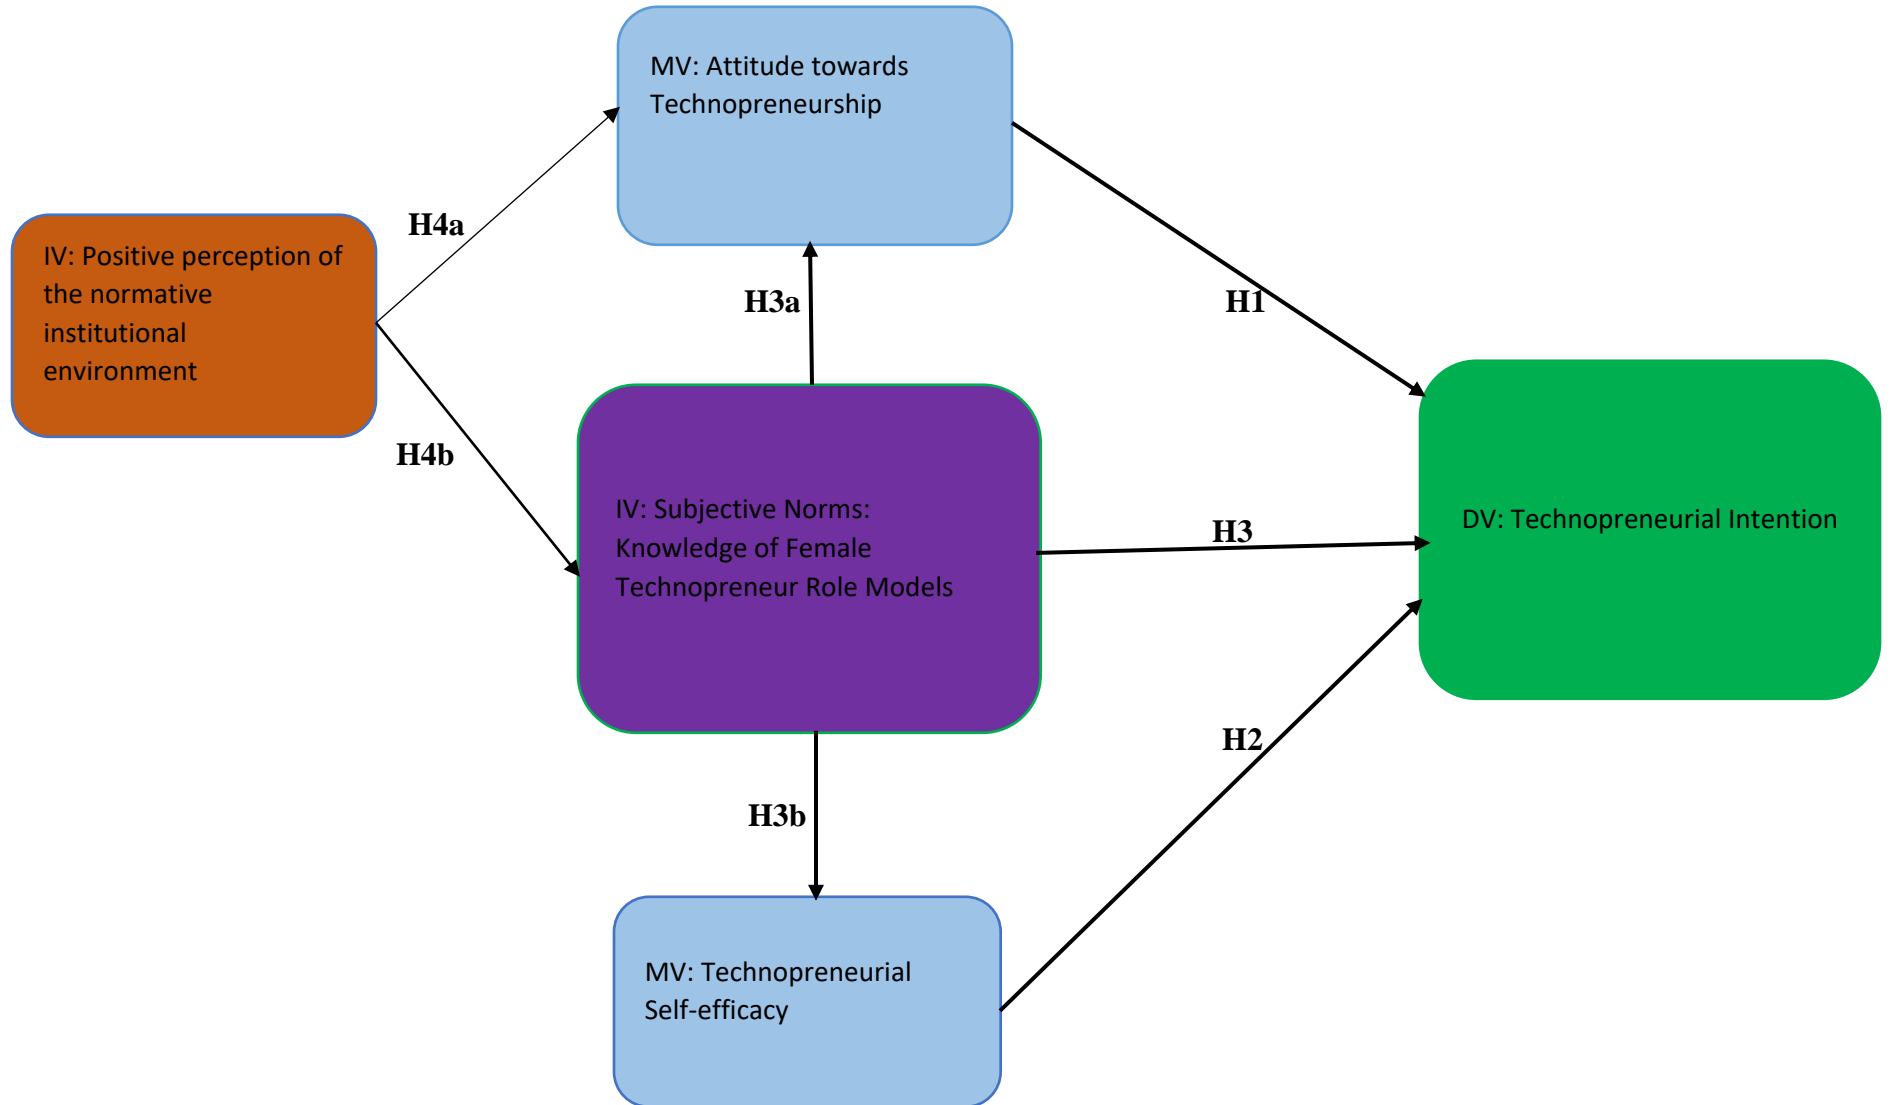 MV: Attitude towards
Technopreneurship
H4a
IV: Positive perception of
the normative
institutional
environment
H3a
H1
H4b
IV: Subjective Norms:
Knowledge of Female
Technopreneur Role Models
H3
DV: Technopreneurial Intention
H2
H3b
MV: Technopreneurial
Self-efficacy